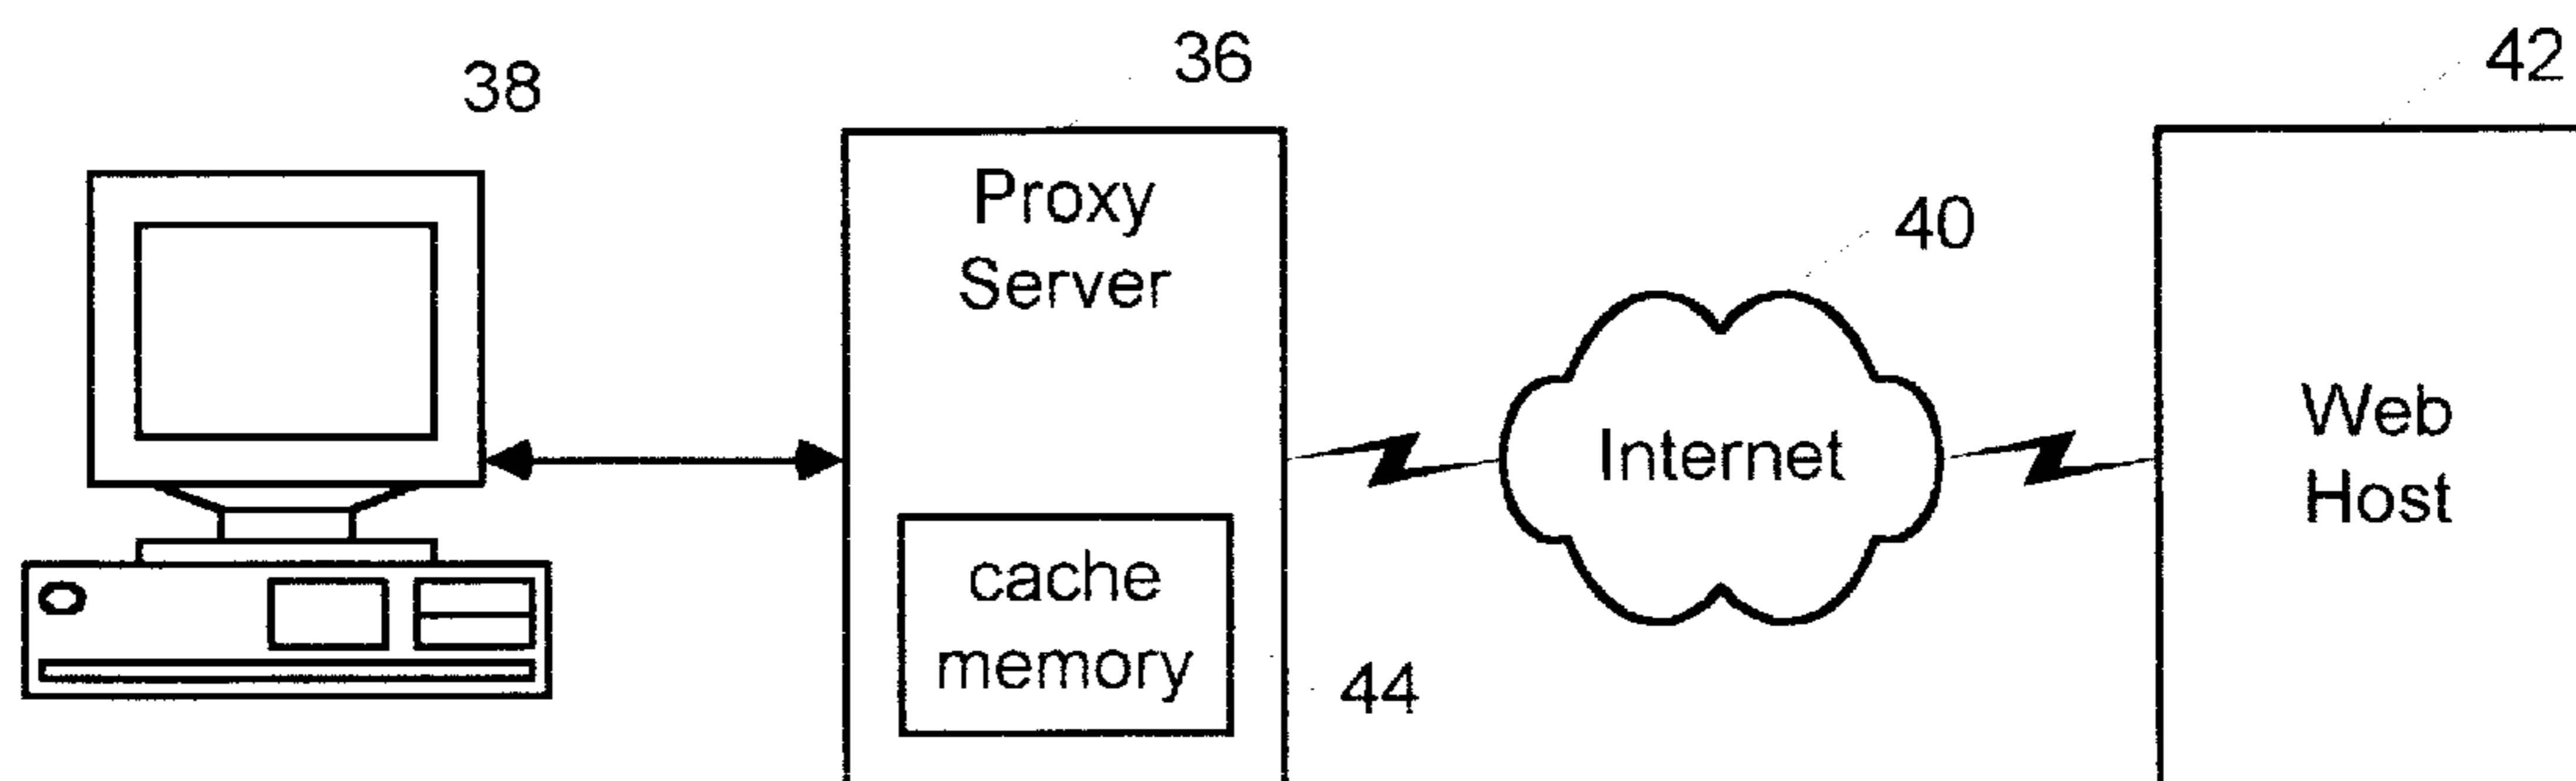 38
36
42
Proxy
Server
40
Internet
Web
Host
cache
memory
44